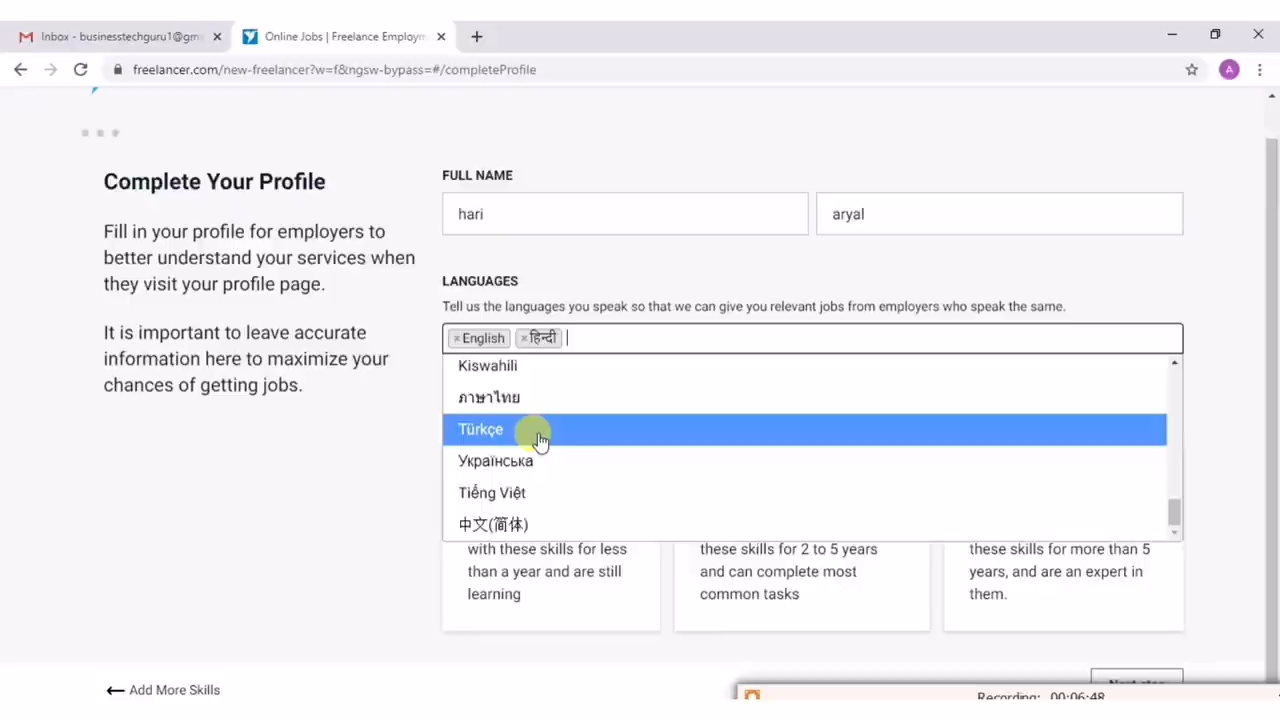 Inbox - businesstechguru1@gm
Online Jobs | Freelance Employm
freelancer.com/new-freelancer?w=f&ngsw-bypass=#/completeProfile
A
Complete Your Profile
Fill in your profile for employers to
better understand your services when
they visit your profile page.
It is important to leave accurate
information here to maximize your
chances of getting jobs.
FULL NAME
hari
aryal
LANGUAGES
Tell us the languages you speak so that we can give you relevant jobs from employers who speak the same.
×English ×हिन्दी
Kiswahili
ภาษาไทย
Türkçe
Українська
Tiếng Việt
中文(简体)
with these skills for less
than a year and are still
learning
these skills for 2 to 5 years
and can complete most
common tasks
these skills for more than 5
years, and are an expert in
them.
← Add More Skills
Next step
Recording: 00:06:48